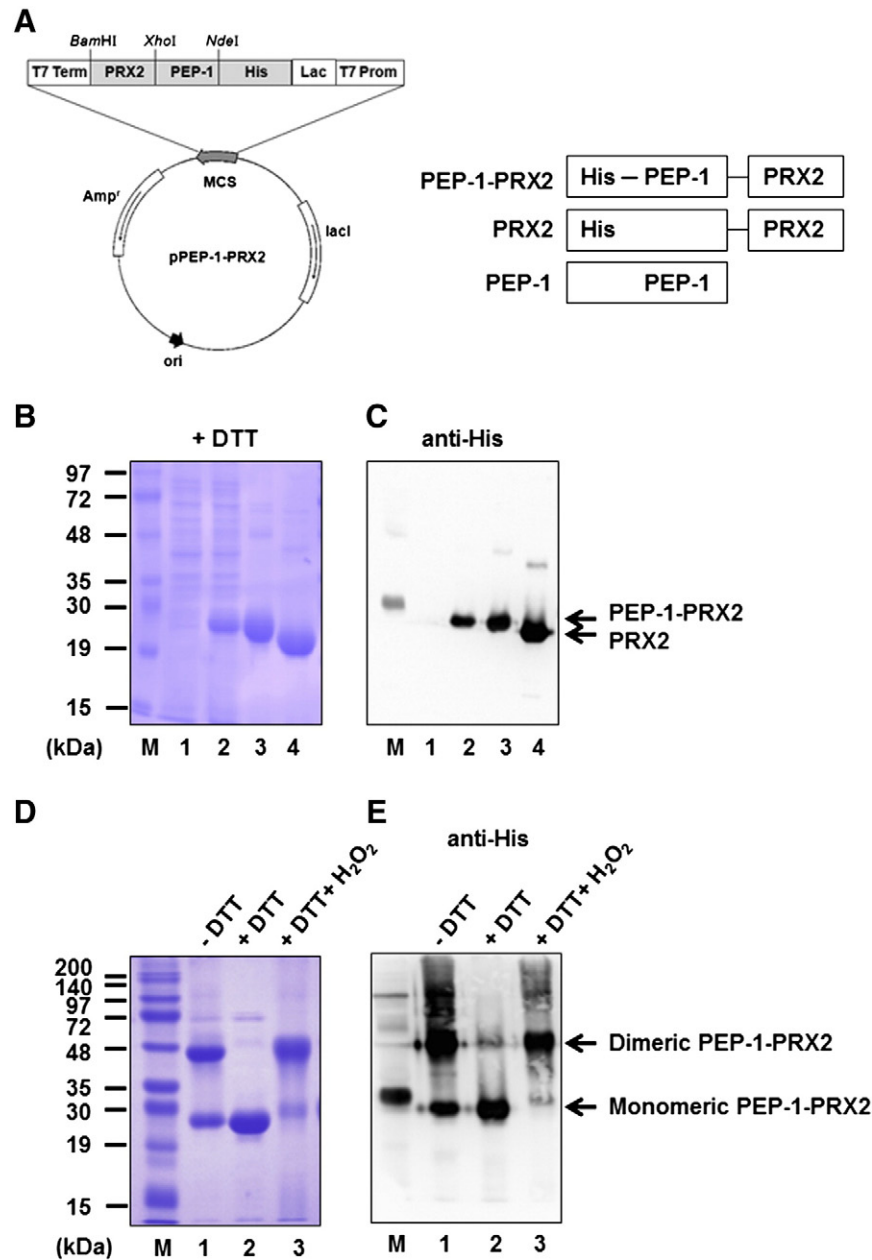 A
BamHI XhoI NdeI
T7 Term PRX2 PEP-1 His Lac T7 Prom
MCS
Ampʳ
lacI
pPEP-1-PRX2
ori
PEP-1-PRX2 His – PEP-1 PRX2
PRX2 His PRX2
PEP-1 PEP-1
B
+ DTT
97
72
48
35
30
19
15
(kDa) M 1 2 3 4
C
anti-His
PEP-1-PRX2
PRX2
M 1 2 3 4
D
- DTT
+ DTT
+ DTT+ H₂O₂
200
140
97
72
48
35
30
19
15
(kDa) M 1 2 3
E
anti-His
- DTT
+ DTT
+ DTT+ H₂O₂
Dimeric PEP-1-PRX2
Monomeric PEP-1-PRX2
M 1 2 3